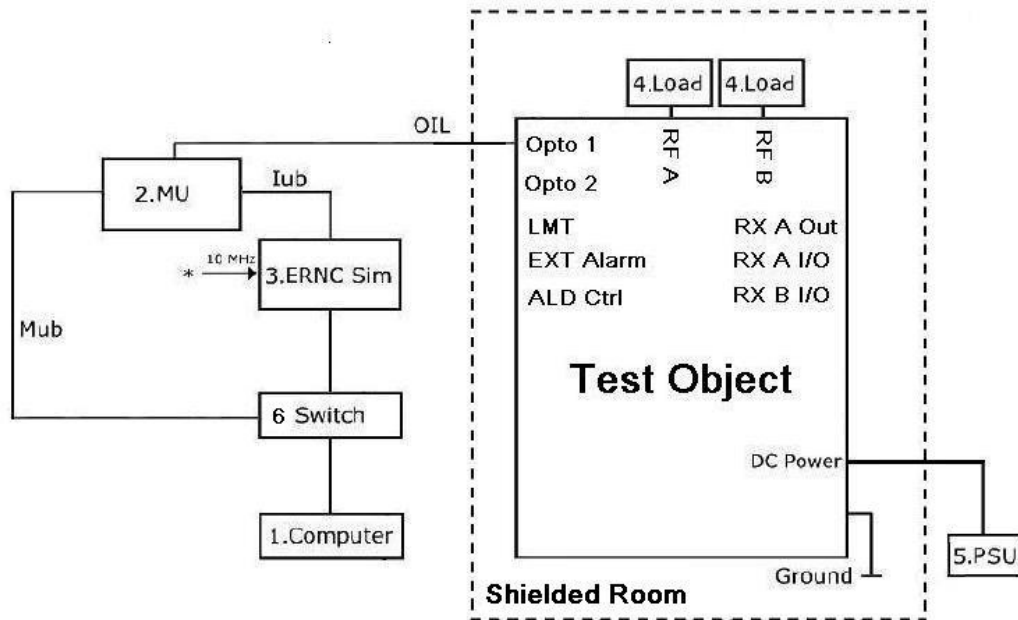 4.Load 4.Load
OIL
Opto 1
RF A
RF B
Opto 2
2.MU
Iub
LMT
RX A Out
10 MHz
*
3.ERNC Sim
EXT Alarm
RX A I/O
ALD Ctrl
RX B I/O
Mub
Test Object
6 Switch
DC Power
1.Computer
5.PSU
Ground
Shielded Room